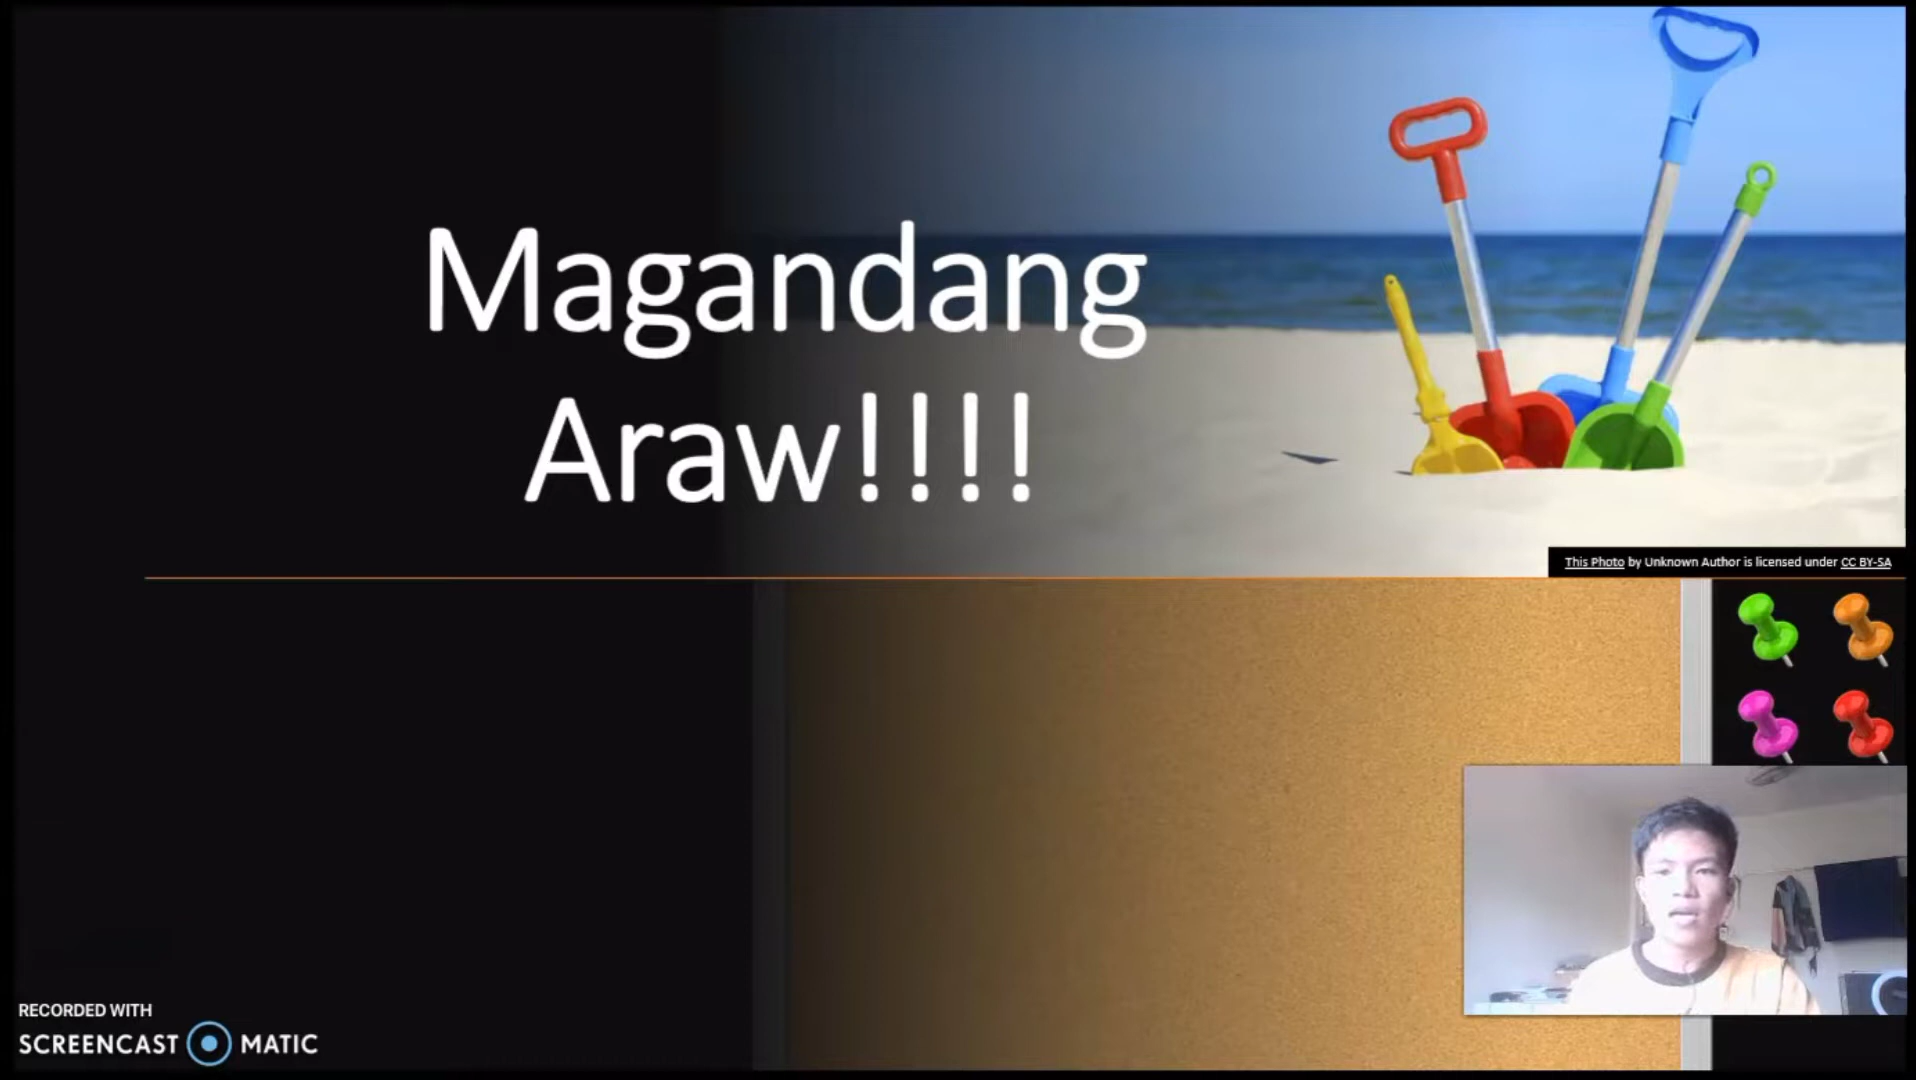 Magandang
Araw!!!!
This Photo by Unknown Author is licensed under CC BY-SA
RECORDED WITH
SCREENCAST MATIC